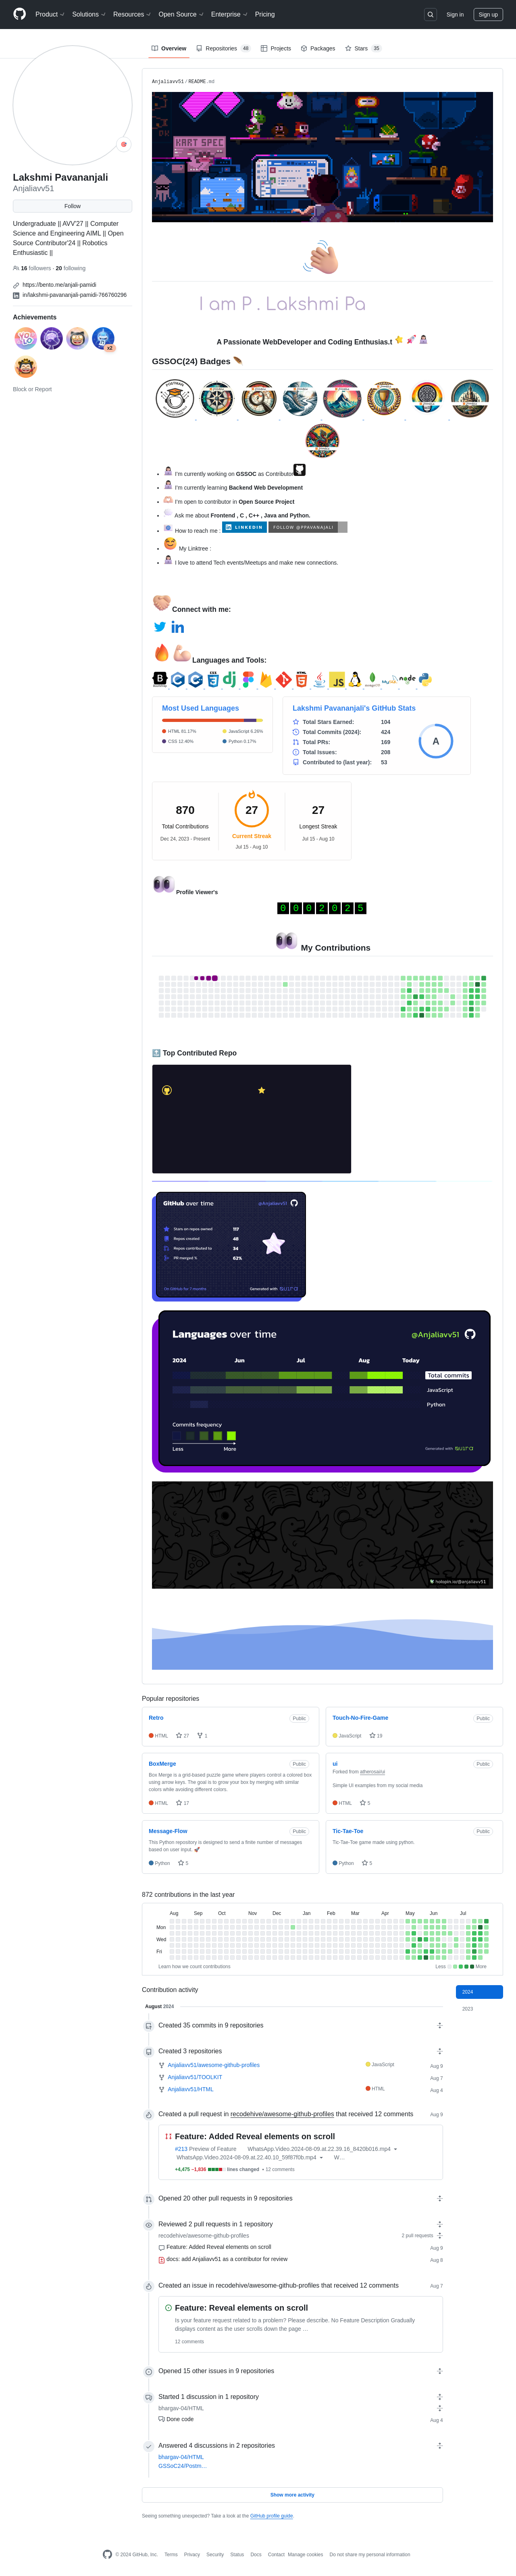 Product Solutions Resources Open Source Enterprise Pricing
Sign in Sign up
Overview Repositories 48 Projects Packages Stars 35
Lakshmi Pavananjali
Anjaliavv51
Follow
Undergraduate || AVV'27 || Computer
Science and Engineering AIML || Open
Source Contributor'24 || Robotics
Enthusiastic ||
16 followers · 20 following
https://bento.me/anjali-pamidi
in/lakshmi-pavananjali-pamidi-766760296
Achievements
x2
Block or Report
Anjaliavv51/README.md
KART SPEC
I am P . Lakshmi Pa
A Passionate WebDeveloper and Coding Enthusias.t
GSSOC(24) Badges
I'm currently working on GSSOC as Contributor
I'm currently learning Backend Web Development
I'm open to contributor in Open Source Project
Ask me about Frontend , C , C++ , Java and Python.
How to reach me : LINKEDIN FOLLOW @PPAVANAJALI
My Linktree :
I love to attend Tech events/Meetups and make new connections.
Connect with me:
Languages and Tools:
Most Used Languages
HTML 81.17% JavaScript 6.26%
CSS 12.40% Python 0.17%
Lakshmi Pavananjali's GitHub Stats
Total Stars Earned: 104
Total Commits (2024): 424
Total PRs: 169
Total Issues: 208
Contributed to (last year): 53
A
870
Total Contributions
Dec 24, 2023 - Present
27
Current Streak
Jul 15 - Aug 10
27
Longest Streak
Jul 15 - Aug 10
Profile Viewer's
0002025
My Contributions
Top Contributed Repo
GitHub over time @Anjaliavv51
Stars on repos owned 117
Repos created 48
Repos contributed to 34
PR merged % 62%
On GitHub for 7 months Generated with
Languages over time @Anjaliavv51
2024 Jun Jul Aug Today
Total commits
JavaScript
Python
Commits frequency
Less More
Generated with
holopin.io/@anjaliavv51
Popular repositories
Retro Public
HTML 27 1
Touch-No-Fire-Game Public
JavaScript 19
BoxMerge Public
Box Merge is a grid-based puzzle game where players control a colored box
using arrow keys. The goal is to grow your box by merging with similar
colors while avoiding different colors.
HTML 17
ui Public
Forked from atherosai/ui
Simple UI examples from my social media
HTML 5
Message-Flow Public
This Python repository is designed to send a finite number of messages
based on user input. 🚀
Python 5
Tic-Tae-Toe Public
Tic-Tae-Toe game made using python.
Python 5
872 contributions in the last year
Aug Sep Oct Nov Dec Jan Feb Mar Apr May Jun Jul
Mon
Wed
Fri
Learn how we count contributions
Less More
Contribution activity
2024
2023
August 2024
Created 35 commits in 9 repositories
Created 3 repositories
Anjaliavv51/awesome-github-profiles JavaScript Aug 9
Anjaliavv51/TOOLKIT Aug 7
Anjaliavv51/HTML HTML Aug 4
Created a pull request in recodehive/awesome-github-profiles that received 12 comments Aug 9
Feature: Added Reveal elements on scroll
#213 Preview of Feature WhatsApp.Video.2024-08-09.at.22.39.16_8420b016.mp4
WhatsApp.Video.2024-08-09.at.22.40.10_59f87f0b.mp4 W…
+4,475 −1,836 lines changed • 12 comments
Opened 20 other pull requests in 9 repositories
Reviewed 2 pull requests in 1 repository
recodehive/awesome-github-profiles 2 pull requests
Feature: Added Reveal elements on scroll Aug 9
docs: add Anjaliavv51 as a contributor for review Aug 8
Created an issue in recodehive/awesome-github-profiles that received 12 comments Aug 7
Feature: Reveal elements on scroll
Is your feature request related to a problem? Please describe. No Feature Description Gradually
displays content as the user scrolls down the page …
12 comments
Opened 15 other issues in 9 repositories
Started 1 discussion in 1 repository
bhargav-04/HTML
Done code Aug 4
Answered 4 discussions in 2 repositories
bhargav-04/HTML
GSSoC24/Postm…
Show more activity
Seeing something unexpected? Take a look at the GitHub profile guide.
© 2024 GitHub, Inc. Terms Privacy Security Status Docs Contact Manage cookies Do not share my personal information